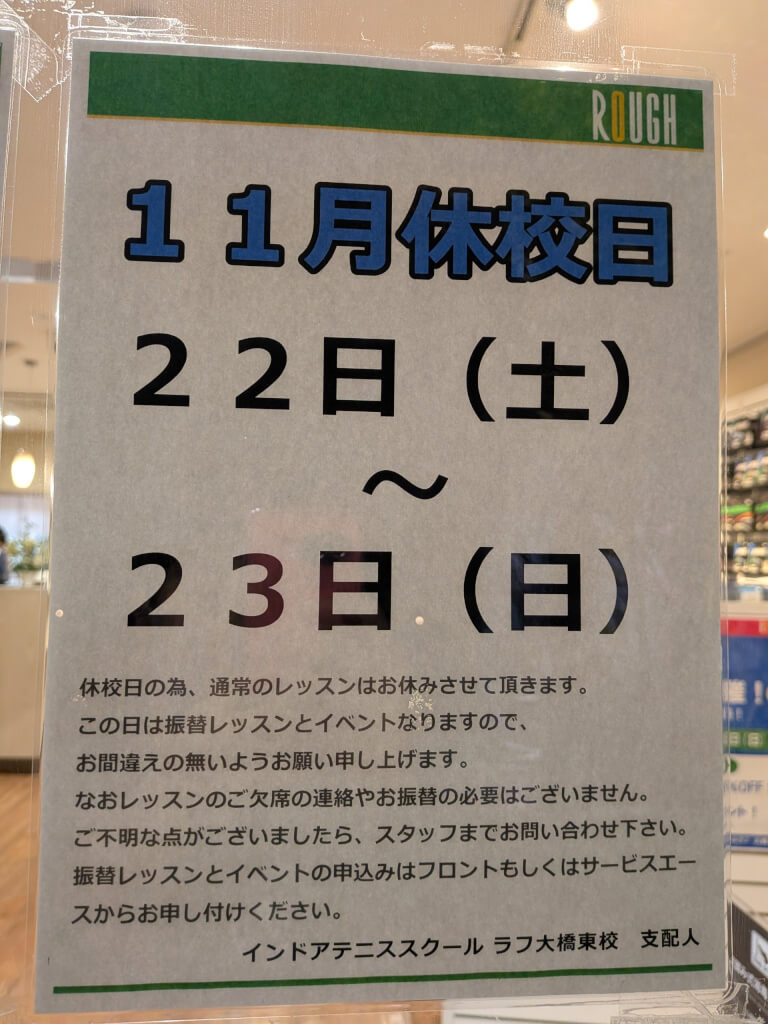 ROUGH
１１月休校日
２２日（土）
～
２３日（日）
休校日の為、通常のレッスンはお休みさせて頂きます。
この日は振替レッスンとイベントなりますので、
お間違えの無いようお願い申し上げます。
なおレッスンのご欠席の連絡やお振替の必要はございません。
ご不明な点がございましたら、スタッフまでお問い合わせ下さい。
振替レッスンとイベントの申込みはフロントもしくはサービスエー
スからお申し付けください。
インドアテニススクール ラフ大橋東校　支配人